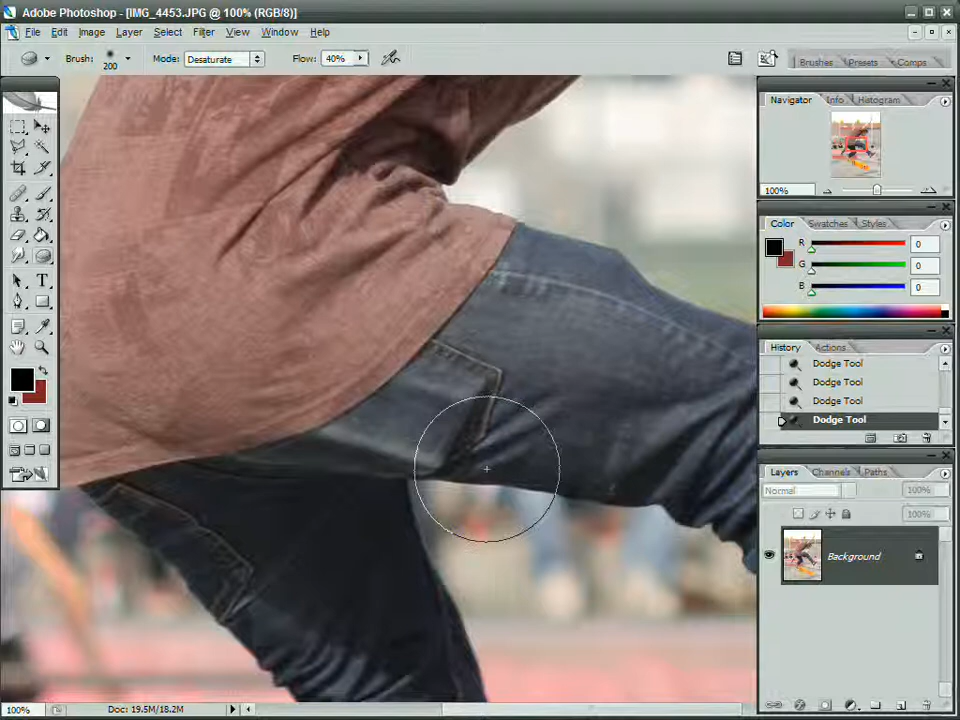 Adobe Photoshop - [IMG_4453.JPG @ 100% (RGB/8)]
File Edit Image Layer Select Filter View Window Help
Brush: 200 Mode: Desaturate Flow: 40% Brushes Presets Comps
Navigator Info Histogram
100%
Color Swatches Styles
R 0
G 0
B 0
History Actions
Dodge Tool
Dodge Tool
Dodge Tool
Dodge Tool
Layers Channels Paths
Normal 100%
100%
Background
100% Doc: 19.5M/18.2M